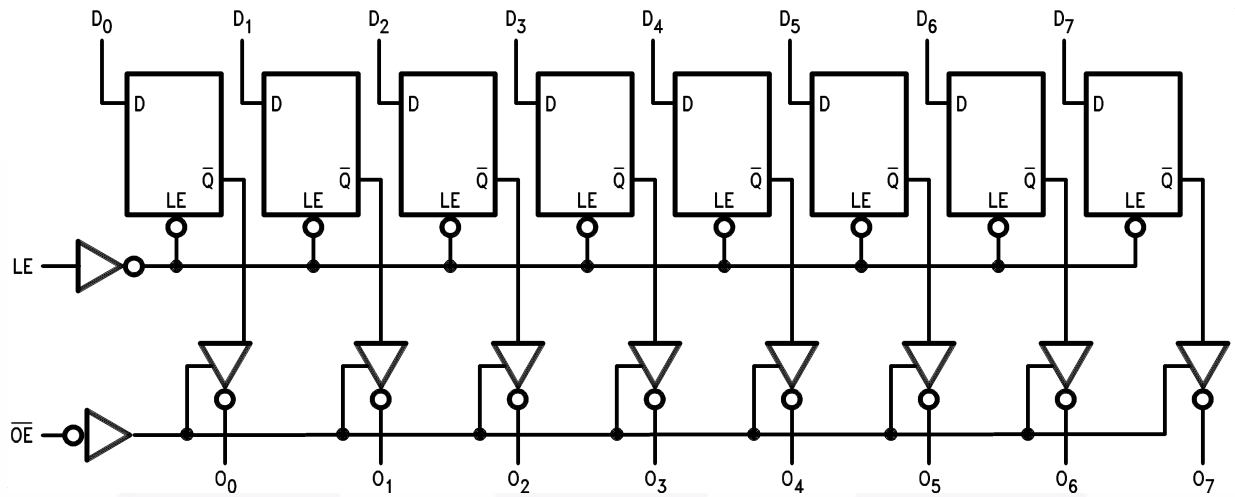 D₀ D₁ D₂ D₃ D₄ D₅ D₆ D₇
D D D D D D D D
Q̅ Q̅ Q̅ Q̅ Q̅ Q̅ Q̅ Q̅
LE LE LE LE LE LE LE LE
LE
O̅E̅
O₀ O₁ O₂ O₃ O₄ O₅ O₆ O₇